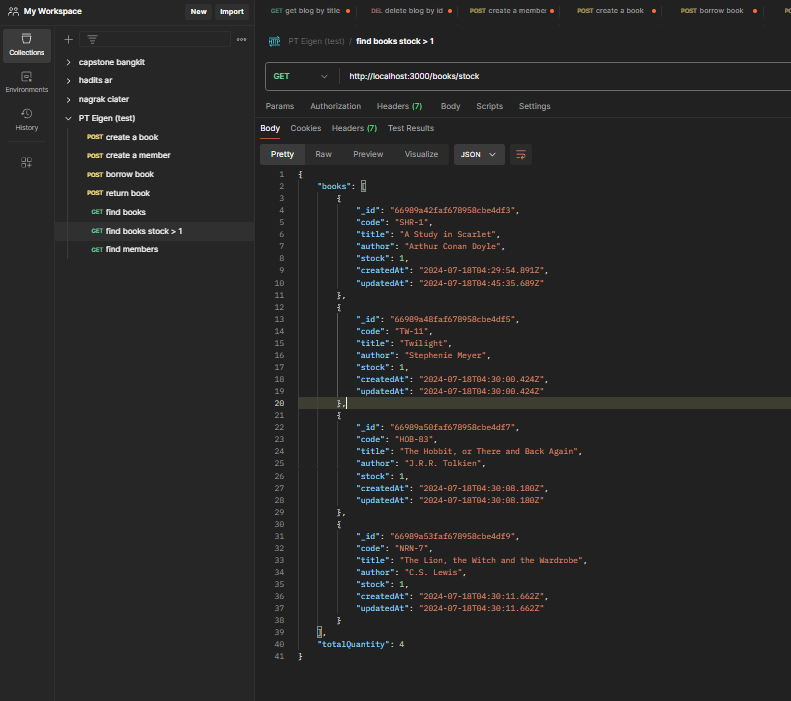 My Workspace
New
Import
GET get blog by title
DEL delete blog by id
POST create a member
POST create a book
POST borrow book
Collections
Environments
History
capstone bangkit
hadits ar
nagrak ciater
PT Eigen (test)
POST create a book
POST create a member
POST borrow book
POST return book
GET find books
GET find books stock > 1
GET find members
PT Eigen (test) / find books stock > 1
GET http://localhost:3000/books/stock
Params Authorization Headers (7) Body Scripts Settings
Body Cookies Headers (7) Test Results
Pretty Raw Preview Visualize JSON
1 {
2 "books": [
3 {
4 "_id": "66989a42faf678958cbe4df3",
5 "code": "SHR-1",
6 "title": "A Study in Scarlet",
7 "author": "Arthur Conan Doyle",
8 "stock": 1,
9 "createdAt": "2024-07-18T04:29:54.891Z",
10 "updatedAt": "2024-07-18T04:45:35.689Z"
11 },
12 {
13 "_id": "66989a48faf678958cbe4df5",
14 "code": "TW-11",
15 "title": "Twilight",
16 "author": "Stephenie Meyer",
17 "stock": 1,
18 "createdAt": "2024-07-18T04:30:00.424Z",
19 "updatedAt": "2024-07-18T04:30:00.424Z"
20 },
21 {
22 "_id": "66989a50faf678958cbe4df7",
23 "code": "HOB-83",
24 "title": "The Hobbit, or There and Back Again",
25 "author": "J.R.R. Tolkien",
26 "stock": 1,
27 "createdAt": "2024-07-18T04:30:08.180Z",
28 "updatedAt": "2024-07-18T04:30:08.180Z"
29 },
30 {
31 "_id": "66989a53faf678958cbe4df9",
32 "code": "NRN-7",
33 "title": "The Lion, the Witch and the Wardrobe",
34 "author": "C.S. Lewis",
35 "stock": 1,
36 "createdAt": "2024-07-18T04:30:11.662Z",
37 "updatedAt": "2024-07-18T04:30:11.662Z"
38 }
39 ],
40 "totalQuantity": 4
41 }